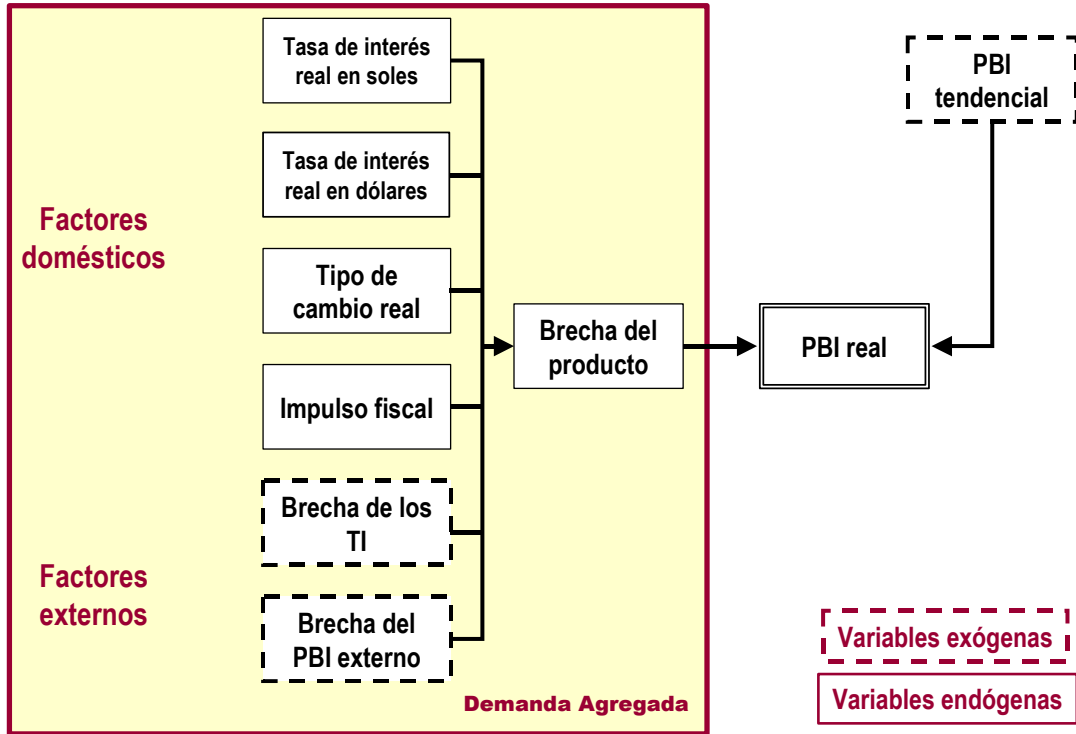 Tasa de interés
real en soles
PBI
tendencial
Tasa de interés
real en dólares
Factores
domésticos
Tipo de
cambio real
Brecha del
producto
PBI real
Impulso fiscal
Brecha de los
TI
Factores
externos
Brecha del
PBI externo
Variables exógenas
Demanda Agregada
Variables endógenas